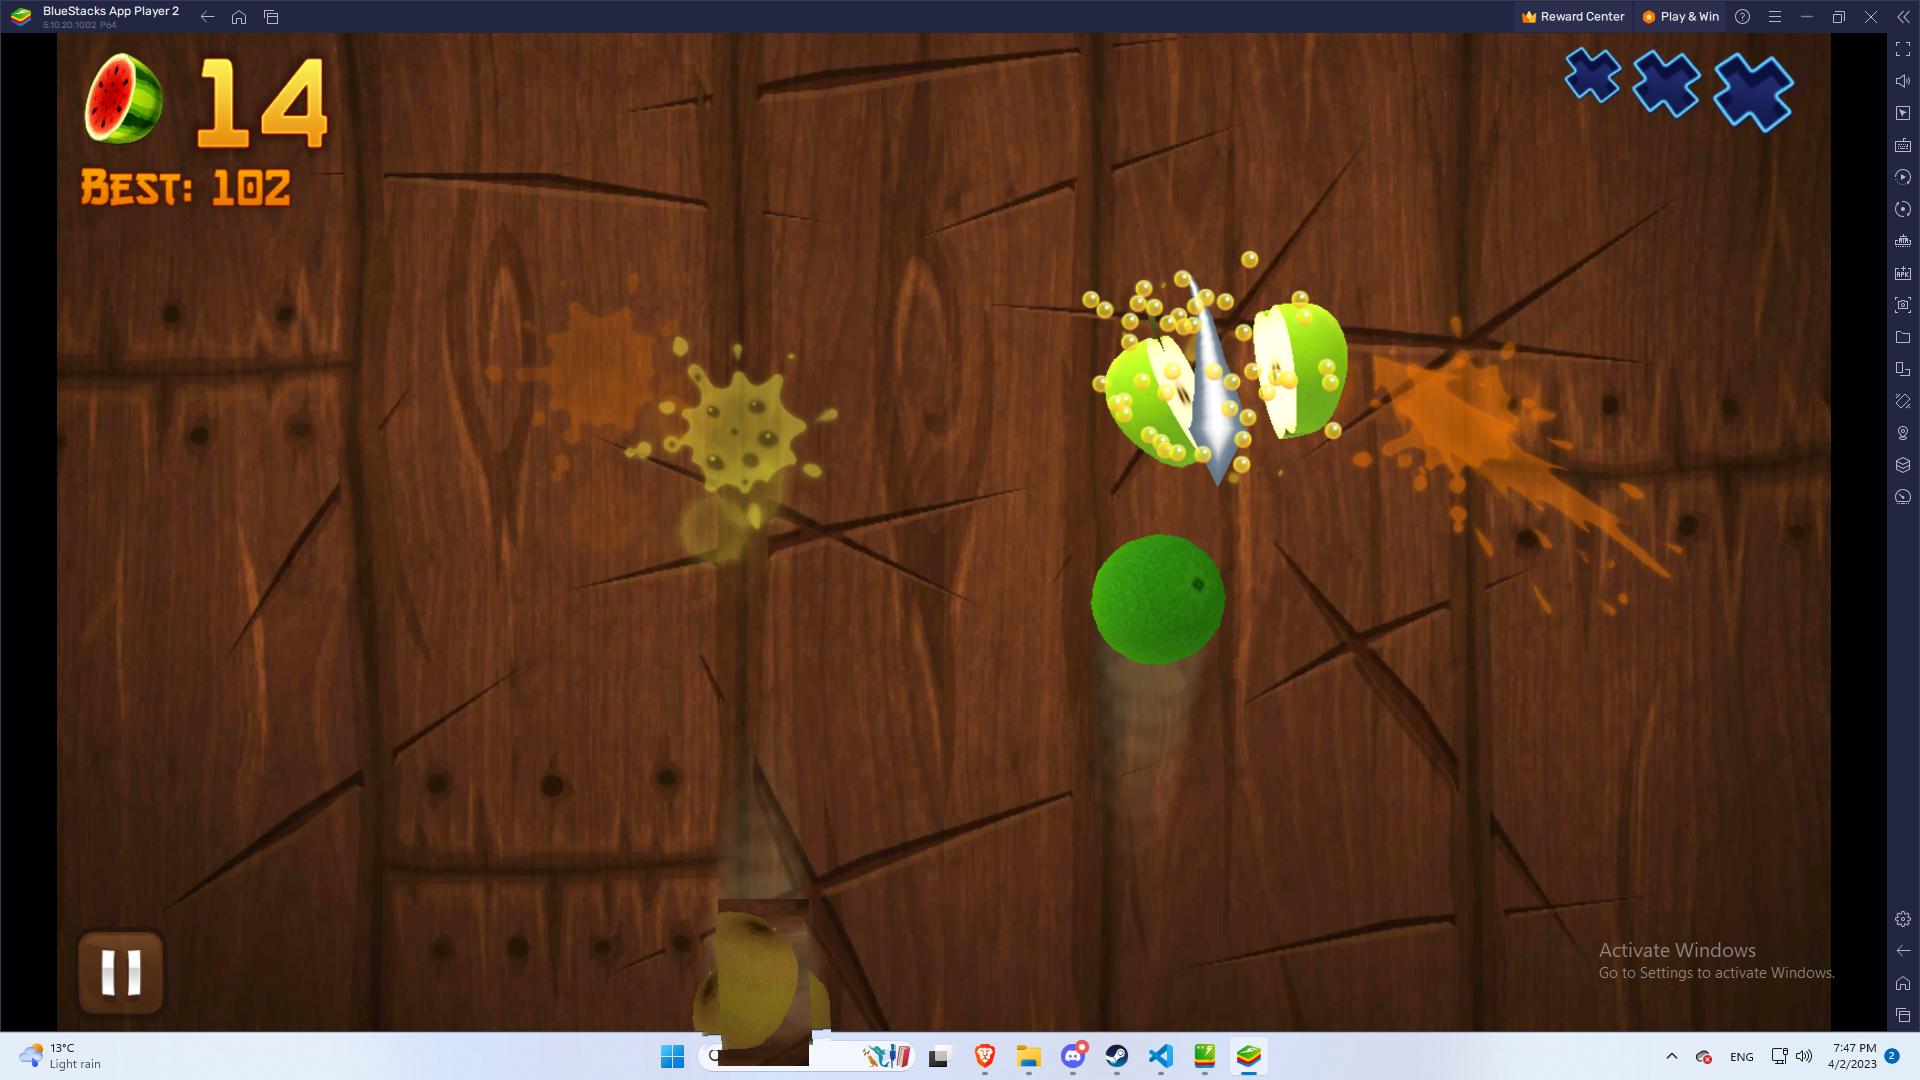 BlueStacks App Player 2
5.10.20.1002 P64
Reward Center
Play & Win
14
BEST: 102
Activate Windows
Go to Settings to activate Windows.
13°C
Light rain
ENG
7:47 PM
4/2/2023
2